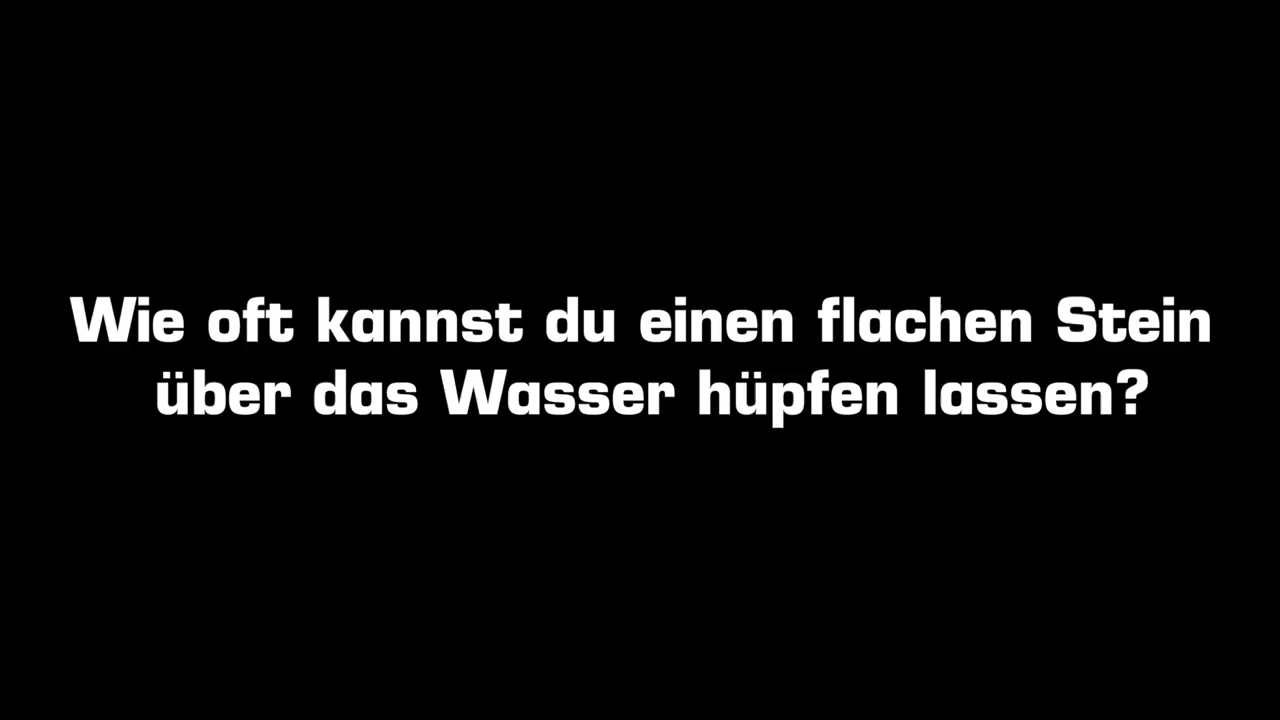 Wie oft kannst du einen flachen Stein
über das Wasser hüpfen lassen?